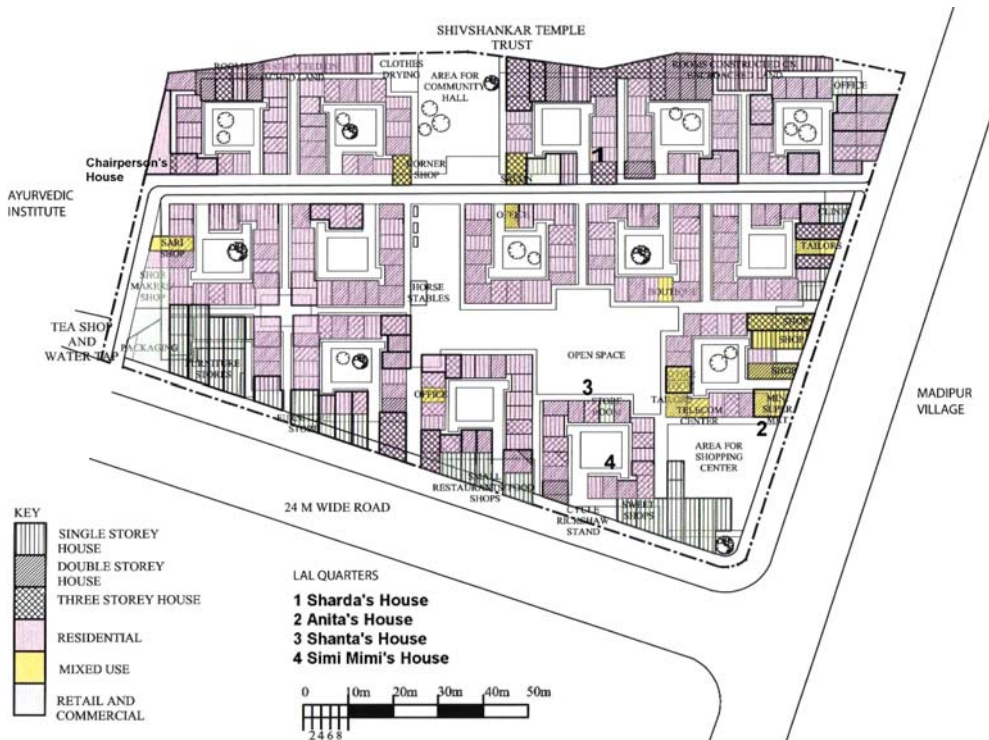 SHIVSHANKAR TEMPLE
TRUST
CLOTHES
DRYING
AREA FOR
COMMUNITY
HALL
ROOMS CONSTRUCTED ON
ENCROACHED LAND
OFFICE
Chairperson's
House
CORNER
SHOP
1
AYURVEDIC
INSTITUTE
SARI
SHOP
OFFICE
CLINIC
TAILORS
SHOE
MAKERS
SHOP
HORSE
STABLES
BOUTIQUE
TEA SHOP
AND
WATER TAP
PACKAGING
FURNITURE
STORES
OPEN SPACE
SHOP
SHOP
SHOP
MADIPUR
VILLAGE
OFFICE
3
STORE
ROOM
TAILORS
TELECOM
CENTER
MINI
SUPER
2
4
AREA FOR
SHOPPING
CENTER
SMALL
RESTAURANT/FOOD
SHOPS
24 M WIDE ROAD
CYCLE
RICKSHAW
STAND
SWEET
SHOPS
KEY
SINGLE STOREY
HOUSE
DOUBLE STOREY
HOUSE
THREE STOREY HOUSE
RESIDENTIAL
MIXED USE
RETAIL AND
COMMERCIAL
LAL QUARTERS
1 Sharda's House
2 Anita's House
3 Shanta's House
4 Simi Mimi's House
0 10m 20m 30m 40m 50m
2 4 6 8